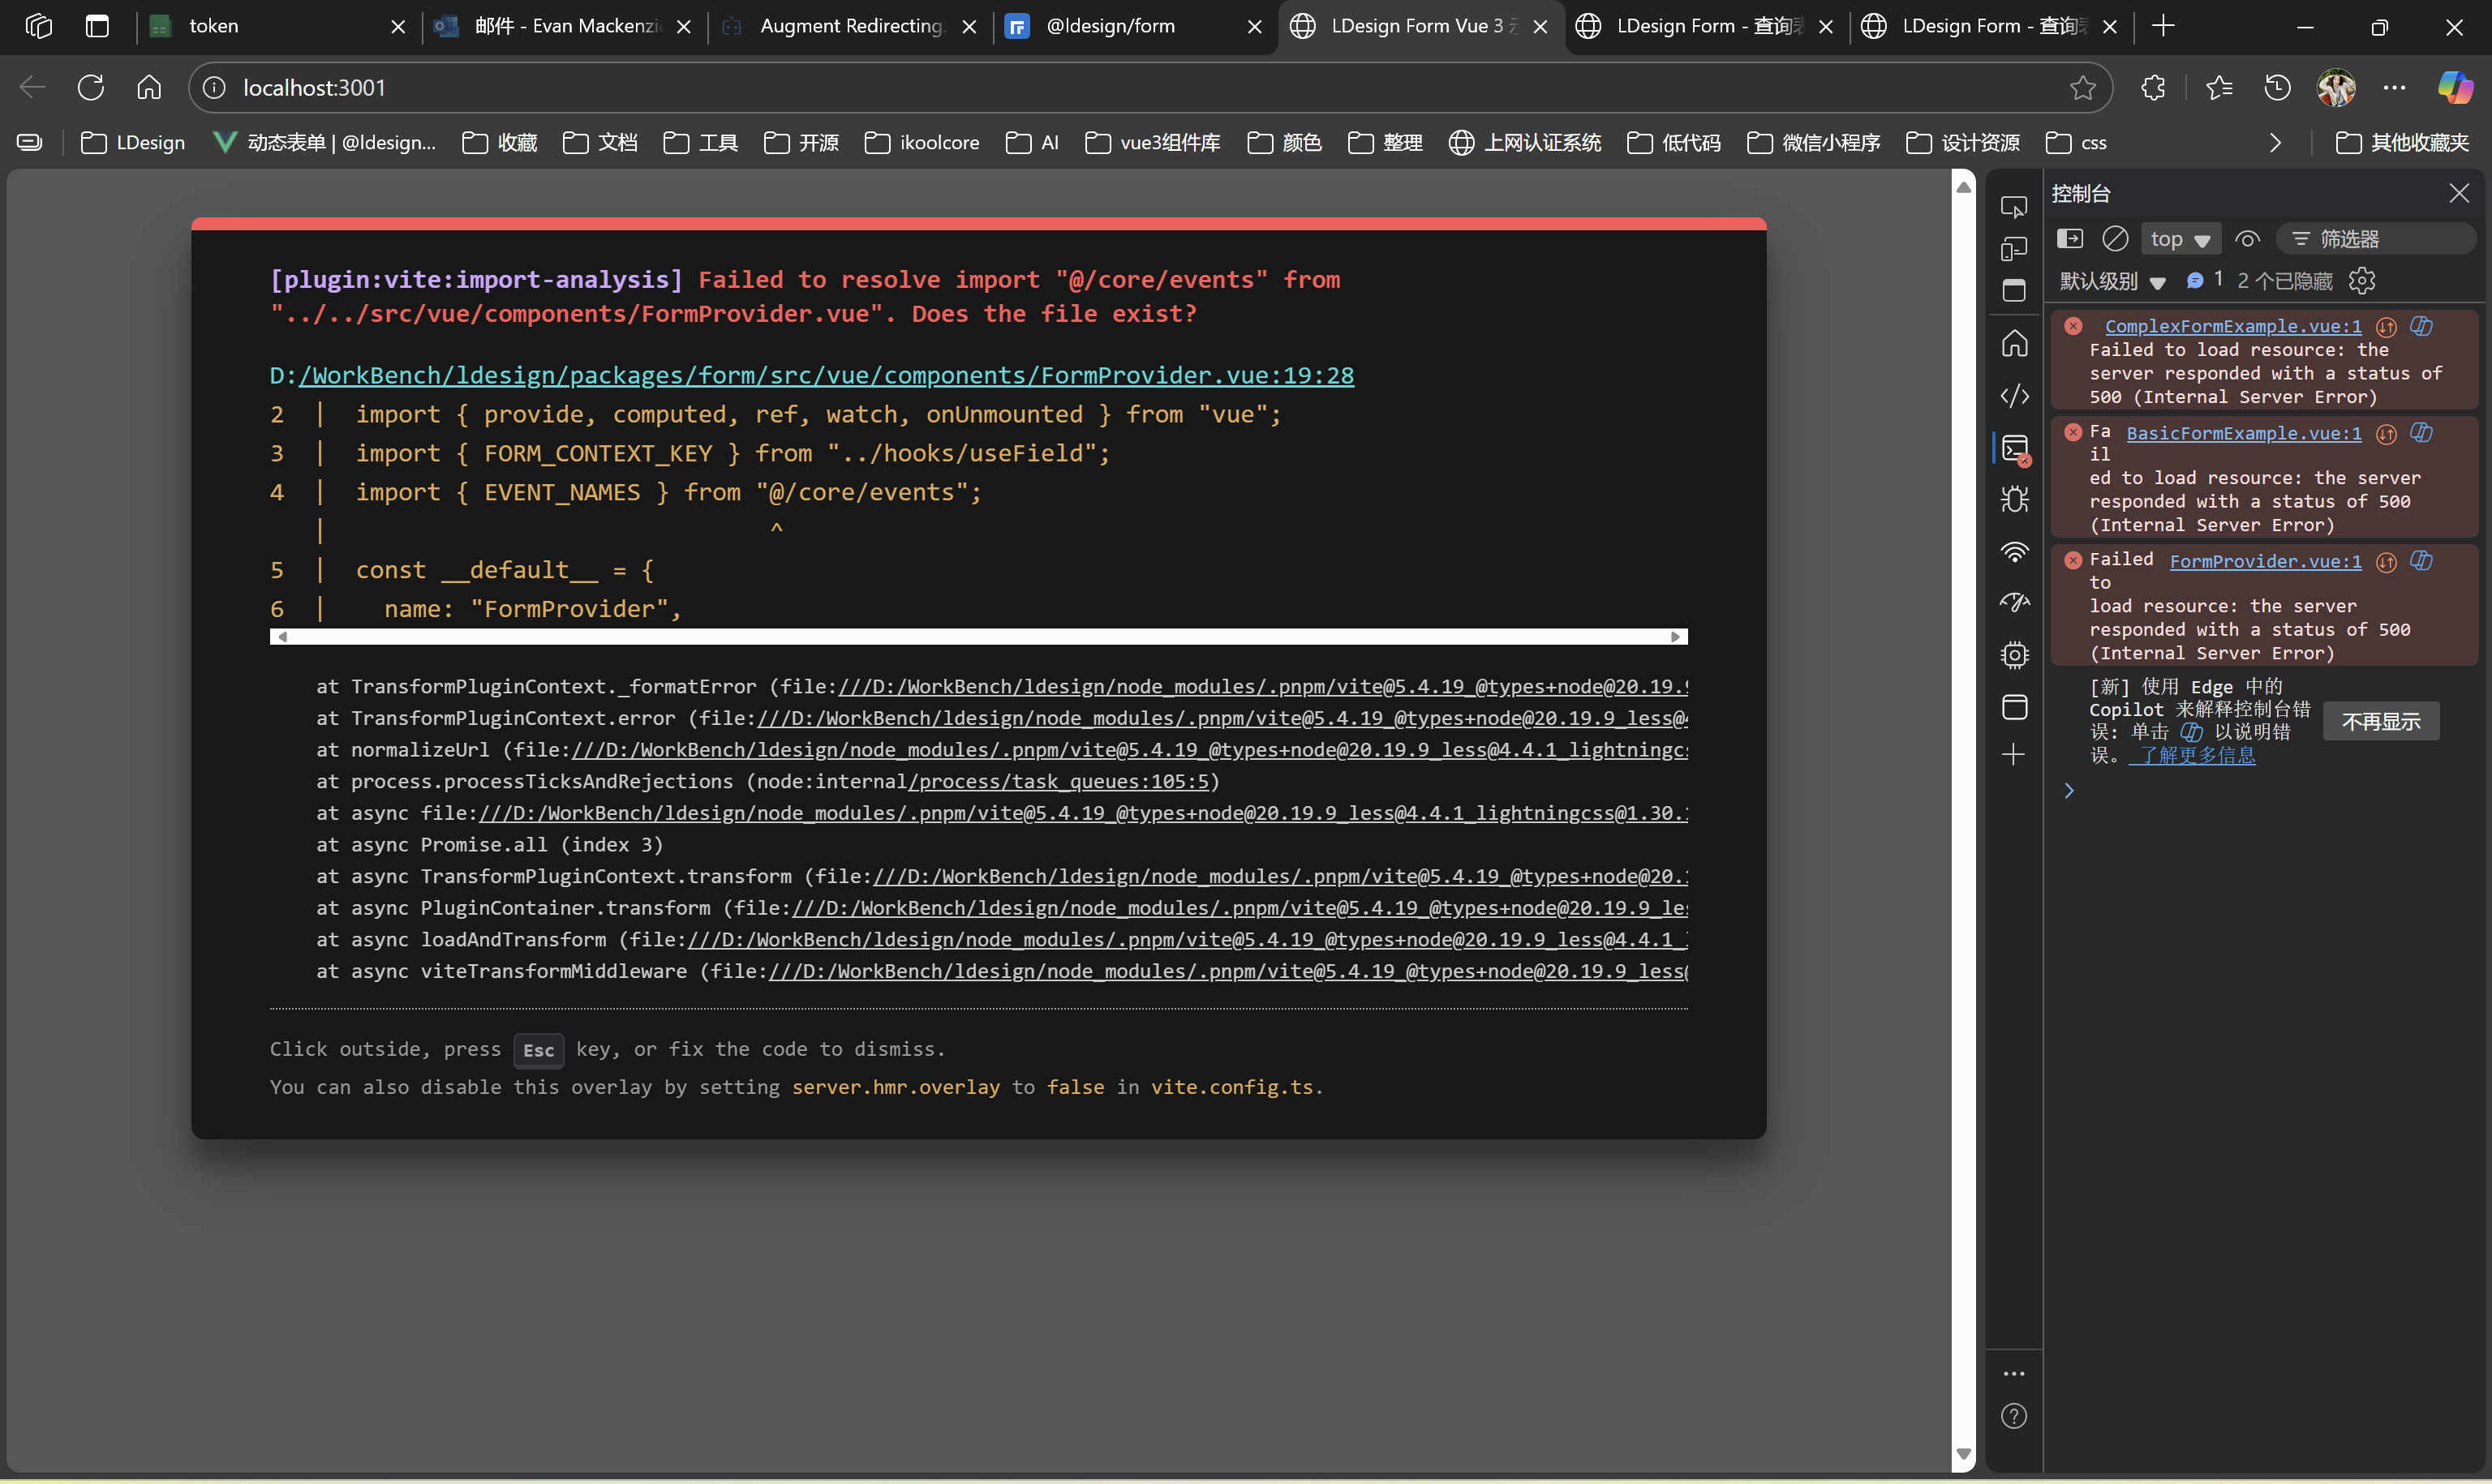 token
邮件 - Evan Mackenzi
Augment Redirecting.
@ldesign/form
LDesign Form Vue 3
LDesign Form - 查询
LDesign Form - 查询
localhost:3001
LDesign
动态表单 | @ldesign...
收藏
文档
工具
开源
ikoolcore
AI
vue3组件库
颜色
整理
上网认证系统
低代码
微信小程序
设计资源
css
其他收藏夹
[plugin:vite:import-analysis] Failed to resolve import "@/core/events" from
"../../src/vue/components/FormProvider.vue". Does the file exist?
D:/WorkBench/ldesign/packages/form/src/vue/components/FormProvider.vue:19:28
2 | import { provide, computed, ref, watch, onUnmounted } from "vue";
3 | import { FORM_CONTEXT_KEY } from "../hooks/useField";
4 | import { EVENT_NAMES } from "@/core/events";
| ^
5 | const __default__ = {
6 | name: "FormProvider",
at TransformPluginContext._formatError (file:///D:/WorkBench/ldesign/node_modules/.pnpm/vite@5.4.19_@types+node@20.19.9
at TransformPluginContext.error (file:///D:/WorkBench/ldesign/node_modules/.pnpm/vite@5.4.19_@types+node@20.19.9_less@4
at normalizeUrl (file:///D:/WorkBench/ldesign/node_modules/.pnpm/vite@5.4.19_@types+node@20.19.9_less@4.4.1_lightningcs
at process.processTicksAndRejections (node:internal/process/task_queues:105:5)
at async file:///D:/WorkBench/ldesign/node_modules/.pnpm/vite@5.4.19_@types+node@20.19.9_less@4.4.1_lightningcss@1.30.1
at async Promise.all (index 3)
at async TransformPluginContext.transform (file:///D:/WorkBench/ldesign/node_modules/.pnpm/vite@5.4.19_@types+node@20.1
at async PluginContainer.transform (file:///D:/WorkBench/ldesign/node_modules/.pnpm/vite@5.4.19_@types+node@20.19.9_les
at async loadAndTransform (file:///D:/WorkBench/ldesign/node_modules/.pnpm/vite@5.4.19_@types+node@20.19.9_less@4.4.1_
at async viteTransformMiddleware (file:///D:/WorkBench/ldesign/node_modules/.pnpm/vite@5.4.19_@types+node@20.19.9_less@
Click outside, press Esc key, or fix the code to dismiss.
You can also disable this overlay by setting server.hmr.overlay to false in vite.config.ts.
控制台
top
筛选器
默认级别
1
2 个已隐藏
ComplexFormExample.vue:1
Failed to load resource: the
server responded with a status of
500 (Internal Server Error)
Fa BasicFormExample.vue:1
il
ed to load resource: the server
responded with a status of 500
(Internal Server Error)
Failed FormProvider.vue:1
to
load resource: the server
responded with a status of 500
(Internal Server Error)
[新] 使用 Edge 中的
Copilot 来解释控制台错
误: 单击 以说明错
误。 了解更多信息
不再显示